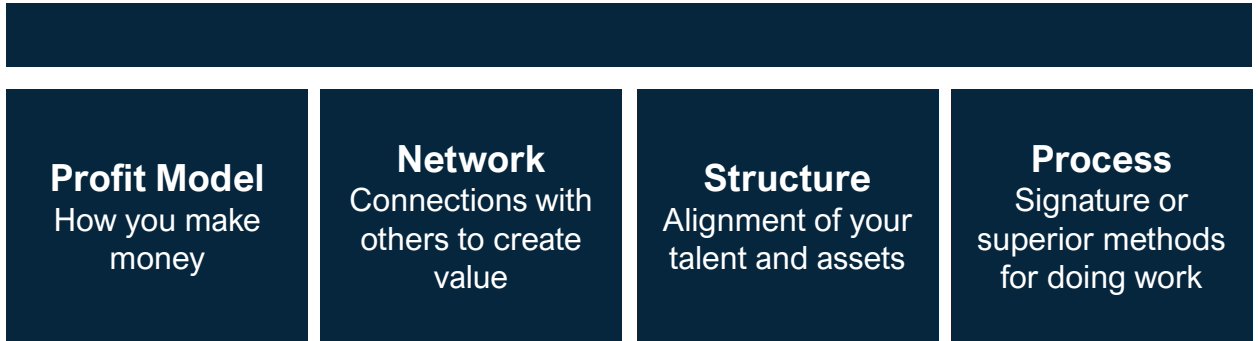 Profit Model
How you make
money
Network
Connections with
others to create
value
Structure
Alignment of your
talent and assets
Process
Signature or
superior methods
for doing work